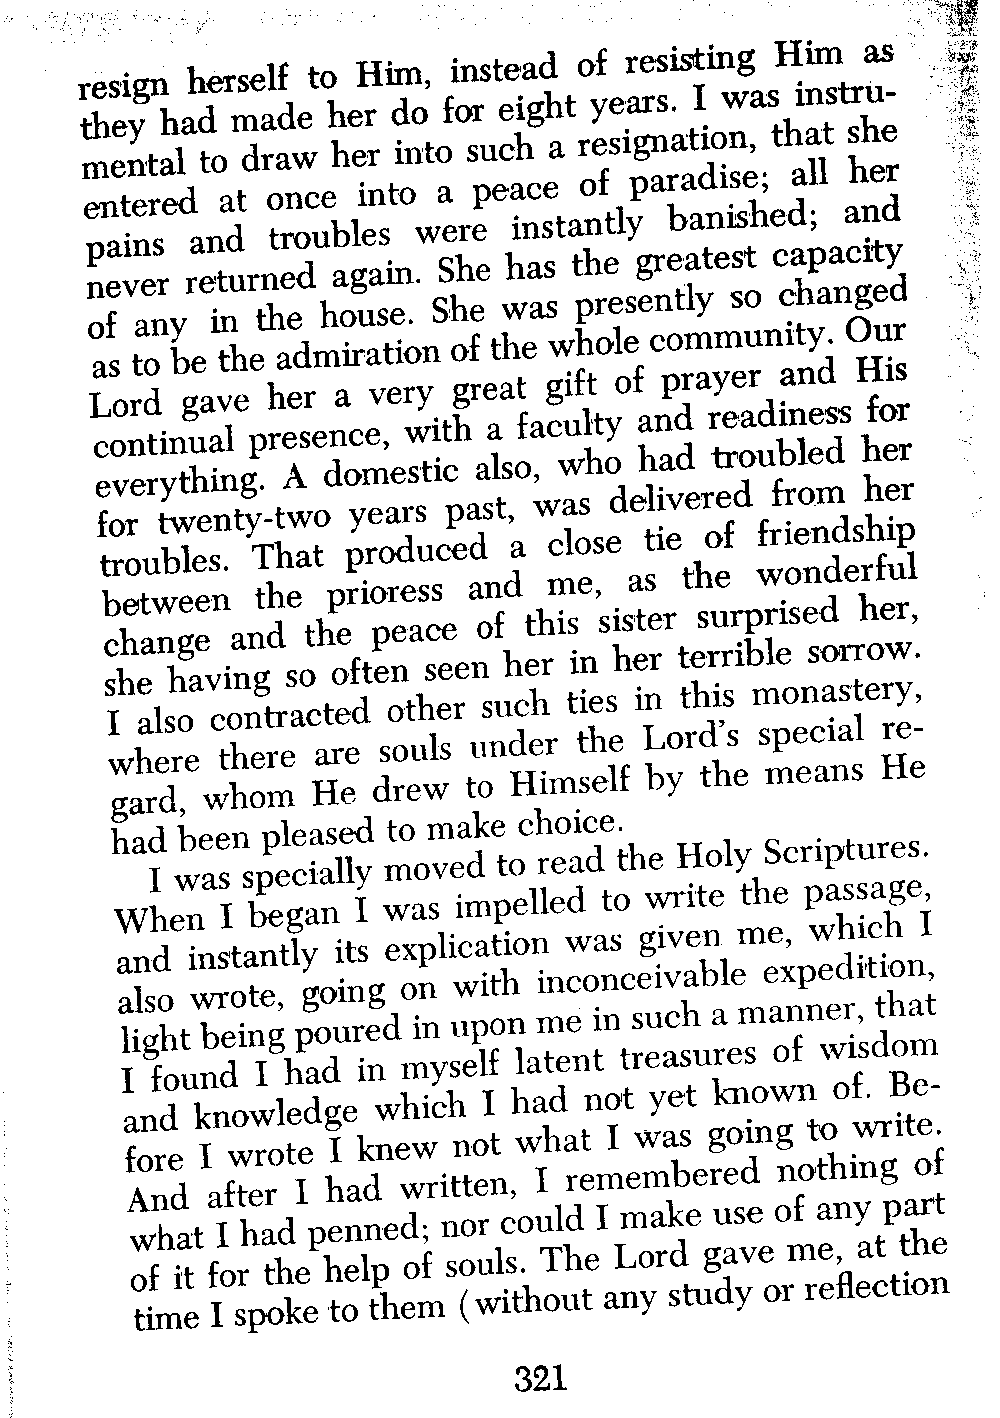 resign herself to Him, instead of resisting Him as
they had made her do for eight years. I was instru-
mental to draw her into such a resignation, that she
entered at once into a peace of paradise; all her
pains and troubles were instantly banished; and
never returned again. She has the greatest capacity
of any in the house. She was presently so changed
as to be the admiration of the whole community. Our
Lord gave her a very great gift of prayer and His
continual presence, with a faculty and readiness for
everything. A domestic also, who had troubled her
for twenty-two years past, was delivered from her
troubles. That produced a close tie of friendship
between the prioress and me, as the wonderful
change and the peace of this sister surprised her,
she having so often seen her in her terrible sorrow.
I also contracted other such ties in this monastery,
where there are souls under the Lord's special re-
gard, whom He drew to Himself by the means He
had been pleased to make choice.
I was specially moved to read the Holy Scriptures.
When I began I was impelled to write the passage,
and instantly its explication was given me, which I
also wrote, going on with inconceivable expedition,
light being poured in upon me in such a manner, that
I found I had in myself latent treasures of wisdom
and knowledge which I had not yet known of. Be-
fore I wrote I knew not what I was going to write.
And after I had written, I remembered nothing of
what I had penned; nor could I make use of any part
of it for the help of souls. The Lord gave me, at the
time I spoke to them (without any study or reflection
321